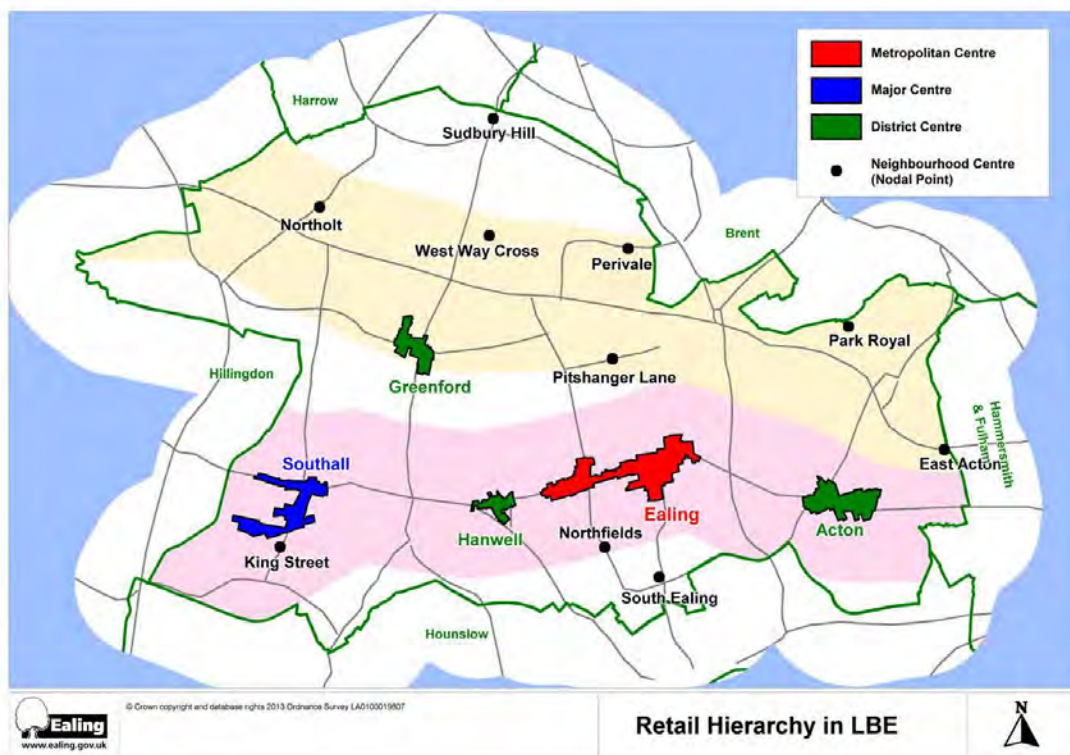 Metropolitan Centre
Major Centre
District Centre
Neighbourhood Centre
(Nodal Point)
Harrow
Sudbury Hill
Northolt
West Way Cross
Perivale
Brent
Park Royal
Hillingdon
Greenford
Pitshanger Lane
Hammersmith
& Fulham
East Acton
Southall
Ealing
Acton
Hanwell
Northfields
King Street
South Ealing
Hounslow
Ealing
www.ealing.gov.uk
© Crown copyright and database rights 2013 Ordnance Survey LA0100019807
Retail Hierarchy in LBE
N